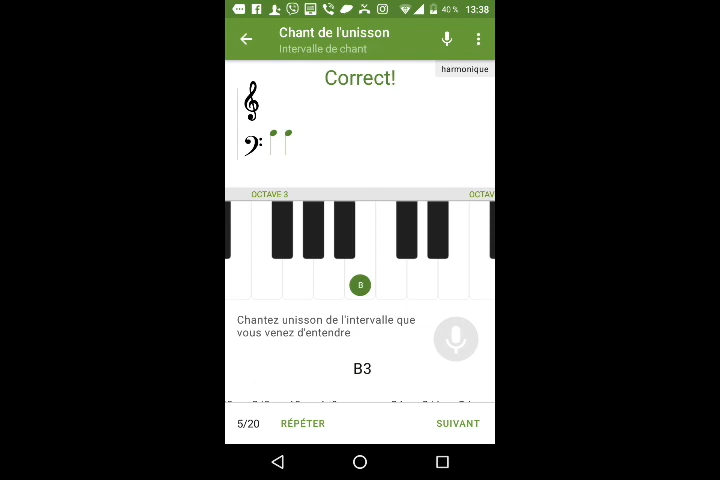 40 % 13:38
Chant de l'unisson
Intervalle de chant
harmonique
Correct!
OCTAVE 3
OCTAV
B
Chantez unisson de l'intervalle que
vous venez d'entendre
B3
5/20 RÉPÉTER SUIVANT